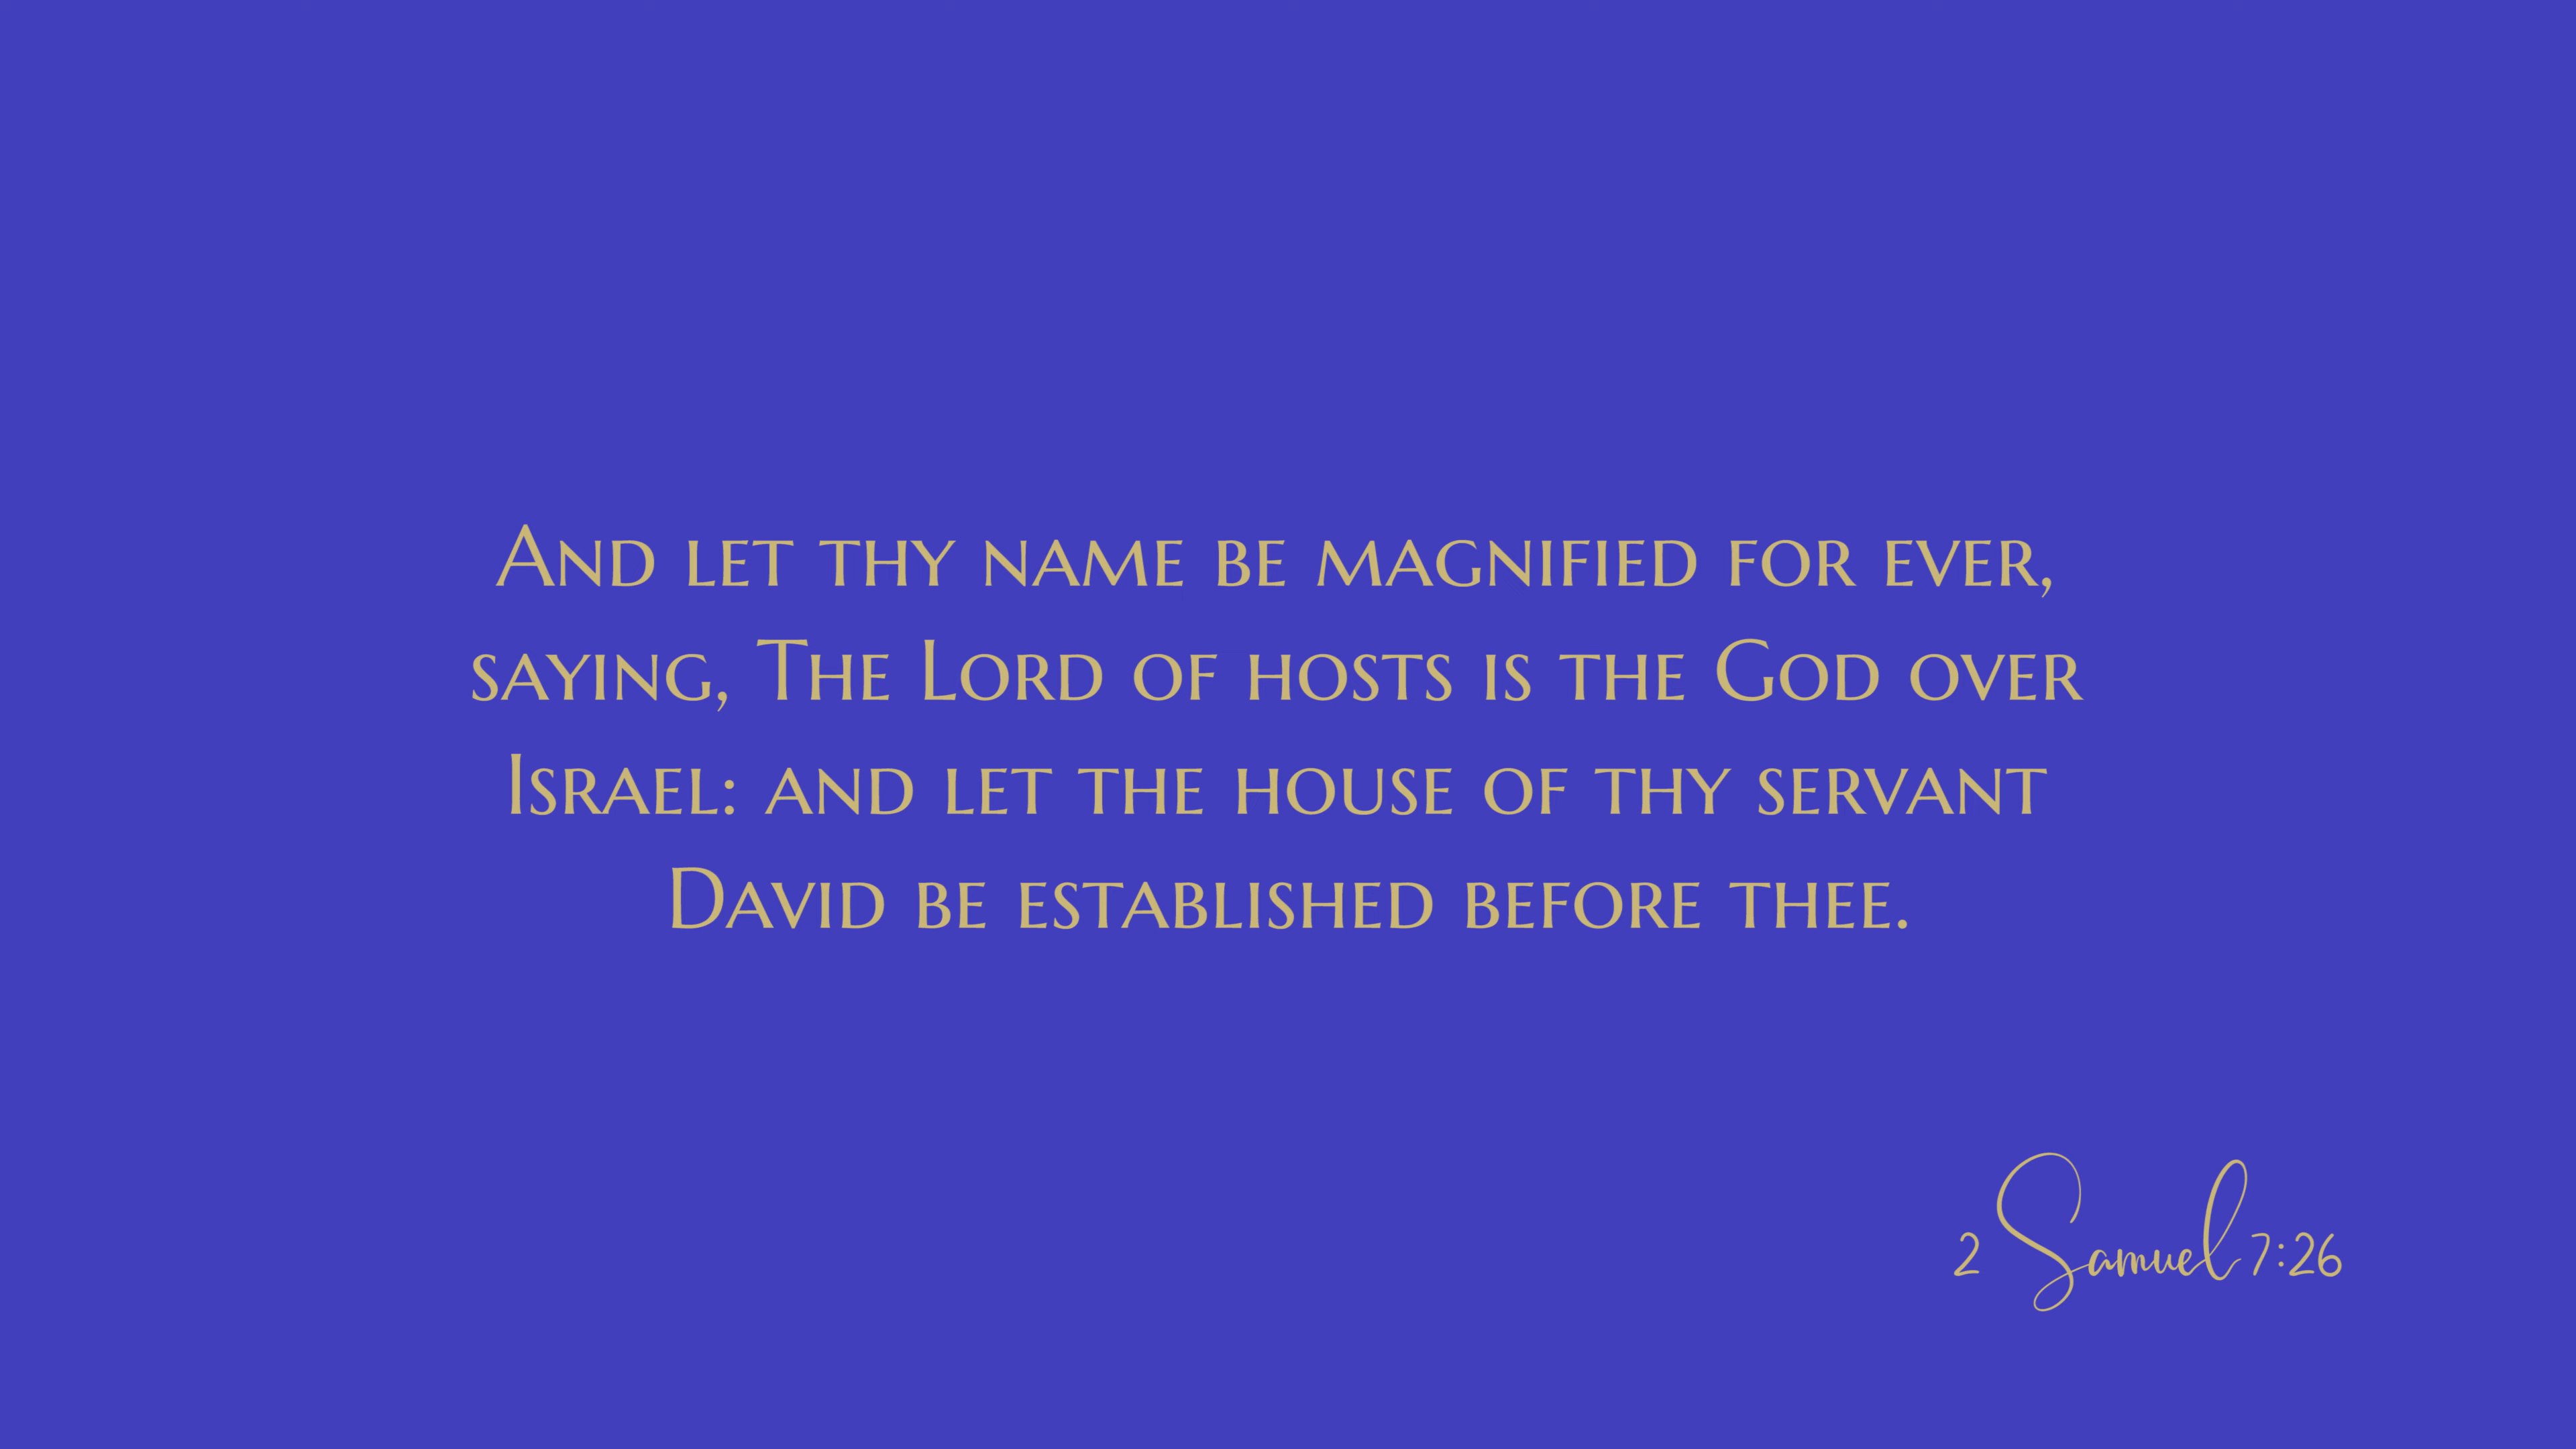 And let thy name be magnified for ever,
saying, The Lord of hosts is the God over
Israel: and let the house of thy servant
David be established before thee.
2 Samuel 7:26